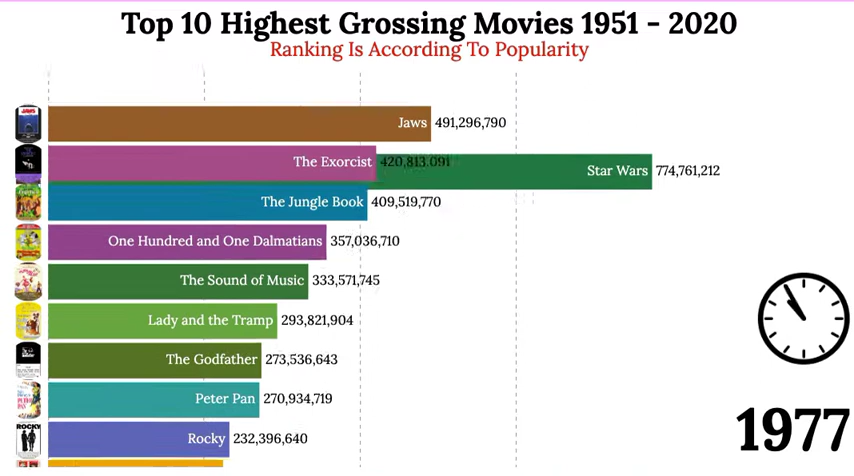 Top 10 Highest Grossing Movies 1951 - 2020
Ranking Is According To Popularity
Jaws 491,296,790
The Exorcist 420,813,091
Star Wars 774,761,212
The Jungle Book 409,519,770
One Hundred and One Dalmatians 357,036,710
The Sound of Music 333,571,745
Lady and the Tramp 293,821,904
The Godfather 273,536,643
Peter Pan 270,934,719
ROCKY
Rocky 232,396,640
1977